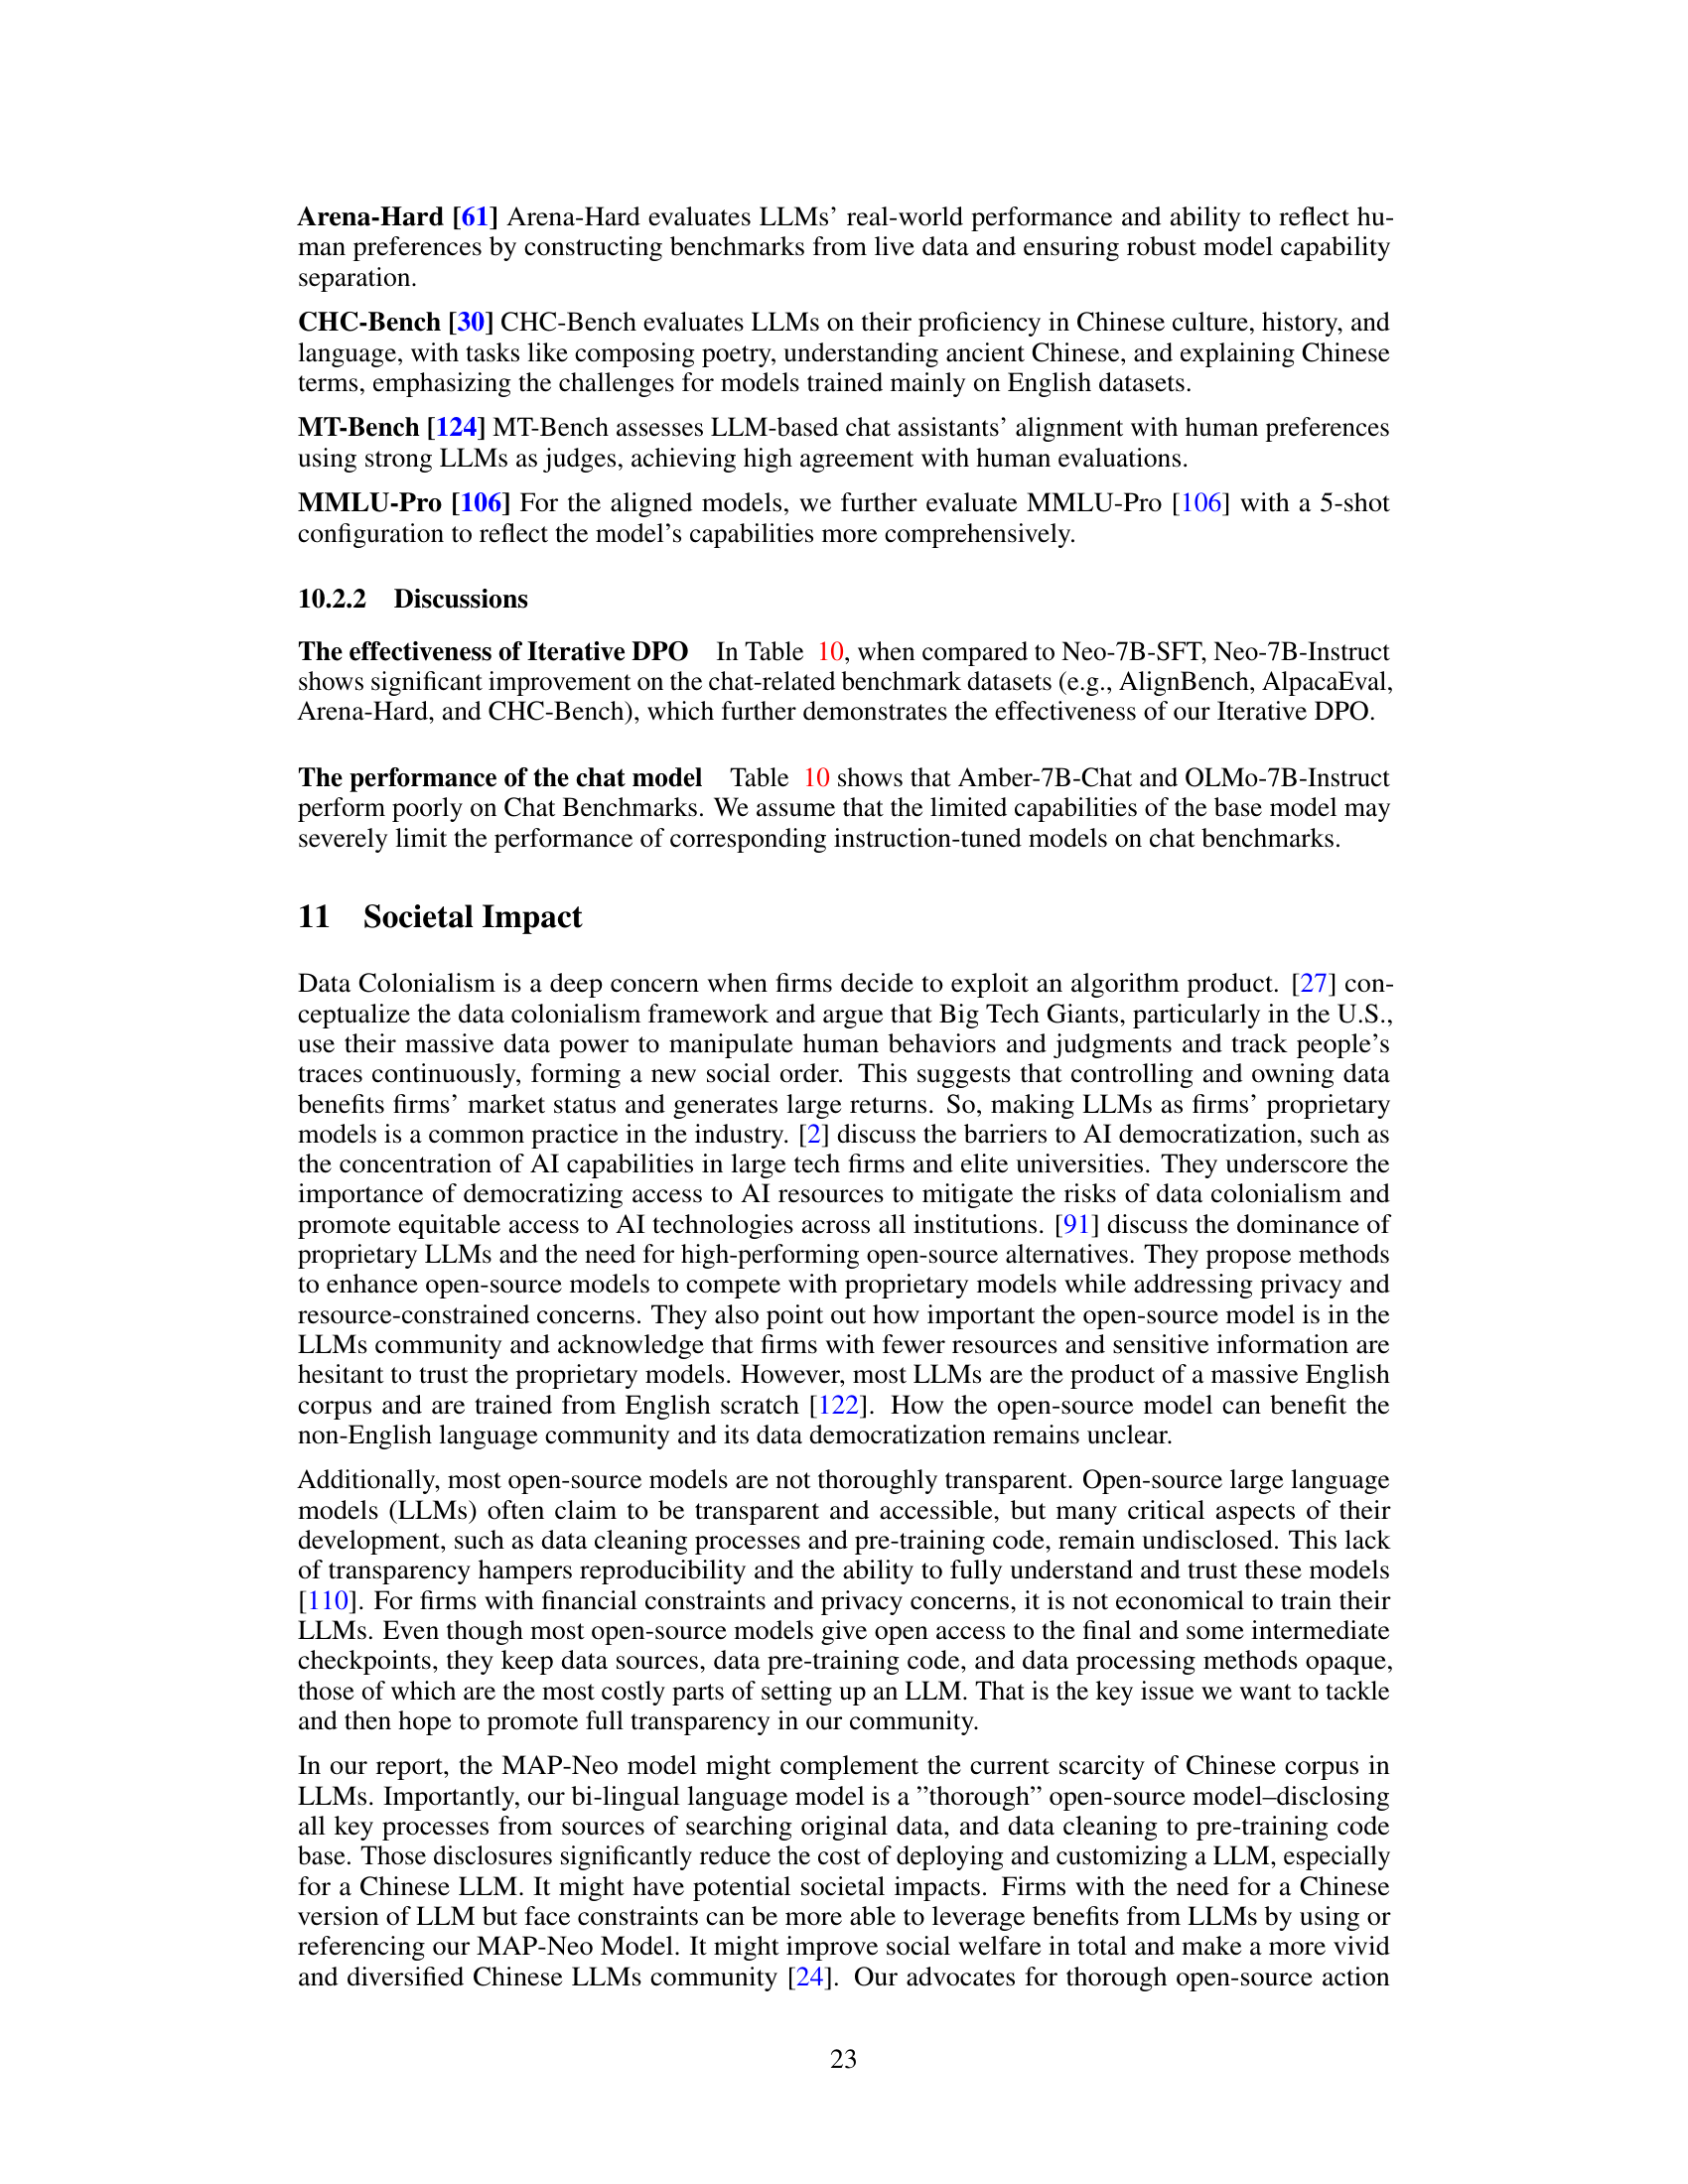 Arena-Hard [61] Arena-Hard evaluates LLMs’ real-world performance and ability to reflect hu-
man preferences by constructing benchmarks from live data and ensuring robust model capability
separation.
CHC-Bench [30] CHC-Bench evaluates LLMs on their proficiency in Chinese culture, history, and
language, with tasks like composing poetry, understanding ancient Chinese, and explaining Chinese
terms, emphasizing the challenges for models trained mainly on English datasets.
MT-Bench [124] MT-Bench assesses LLM-based chat assistants’ alignment with human preferences
using strong LLMs as judges, achieving high agreement with human evaluations.
MMLU-Pro [106] For the aligned models, we further evaluate MMLU-Pro [106] with a 5-shot
configuration to reflect the model’s capabilities more comprehensively.
10.2.2 Discussions
The effectiveness of Iterative DPO In Table 10, when compared to Neo-7B-SFT, Neo-7B-Instruct
shows significant improvement on the chat-related benchmark datasets (e.g., AlignBench, AlpacaEval,
Arena-Hard, and CHC-Bench), which further demonstrates the effectiveness of our Iterative DPO.
The performance of the chat model Table 10 shows that Amber-7B-Chat and OLMo-7B-Instruct
perform poorly on Chat Benchmarks. We assume that the limited capabilities of the base model may
severely limit the performance of corresponding instruction-tuned models on chat benchmarks.
11 Societal Impact
Data Colonialism is a deep concern when firms decide to exploit an algorithm product. [27] con-
ceptualize the data colonialism framework and argue that Big Tech Giants, particularly in the U.S.,
use their massive data power to manipulate human behaviors and judgments and track people’s
traces continuously, forming a new social order. This suggests that controlling and owning data
benefits firms’ market status and generates large returns. So, making LLMs as firms’ proprietary
models is a common practice in the industry. [2] discuss the barriers to AI democratization, such as
the concentration of AI capabilities in large tech firms and elite universities. They underscore the
importance of democratizing access to AI resources to mitigate the risks of data colonialism and
promote equitable access to AI technologies across all institutions. [91] discuss the dominance of
proprietary LLMs and the need for high-performing open-source alternatives. They propose methods
to enhance open-source models to compete with proprietary models while addressing privacy and
resource-constrained concerns. They also point out how important the open-source model is in the
LLMs community and acknowledge that firms with fewer resources and sensitive information are
hesitant to trust the proprietary models. However, most LLMs are the product of a massive English
corpus and are trained from English scratch [122]. How the open-source model can benefit the
non-English language community and its data democratization remains unclear.
Additionally, most open-source models are not thoroughly transparent. Open-source large language
models (LLMs) often claim to be transparent and accessible, but many critical aspects of their
development, such as data cleaning processes and pre-training code, remain undisclosed. This lack
of transparency hampers reproducibility and the ability to fully understand and trust these models
[110]. For firms with financial constraints and privacy concerns, it is not economical to train their
LLMs. Even though most open-source models give open access to the final and some intermediate
checkpoints, they keep data sources, data pre-training code, and data processing methods opaque,
those of which are the most costly parts of setting up an LLM. That is the key issue we want to tackle
and then hope to promote full transparency in our community.
In our report, the MAP-Neo model might complement the current scarcity of Chinese corpus in
LLMs. Importantly, our bi-lingual language model is a ”thorough” open-source model–disclosing
all key processes from sources of searching original data, and data cleaning to pre-training code
base. Those disclosures significantly reduce the cost of deploying and customizing a LLM, especially
for a Chinese LLM. It might have potential societal impacts. Firms with the need for a Chinese
version of LLM but face constraints can be more able to leverage benefits from LLMs by using or
referencing our MAP-Neo Model. It might improve social welfare in total and make a more vivid
and diversified Chinese LLMs community [24]. Our advocates for thorough open-source action
23